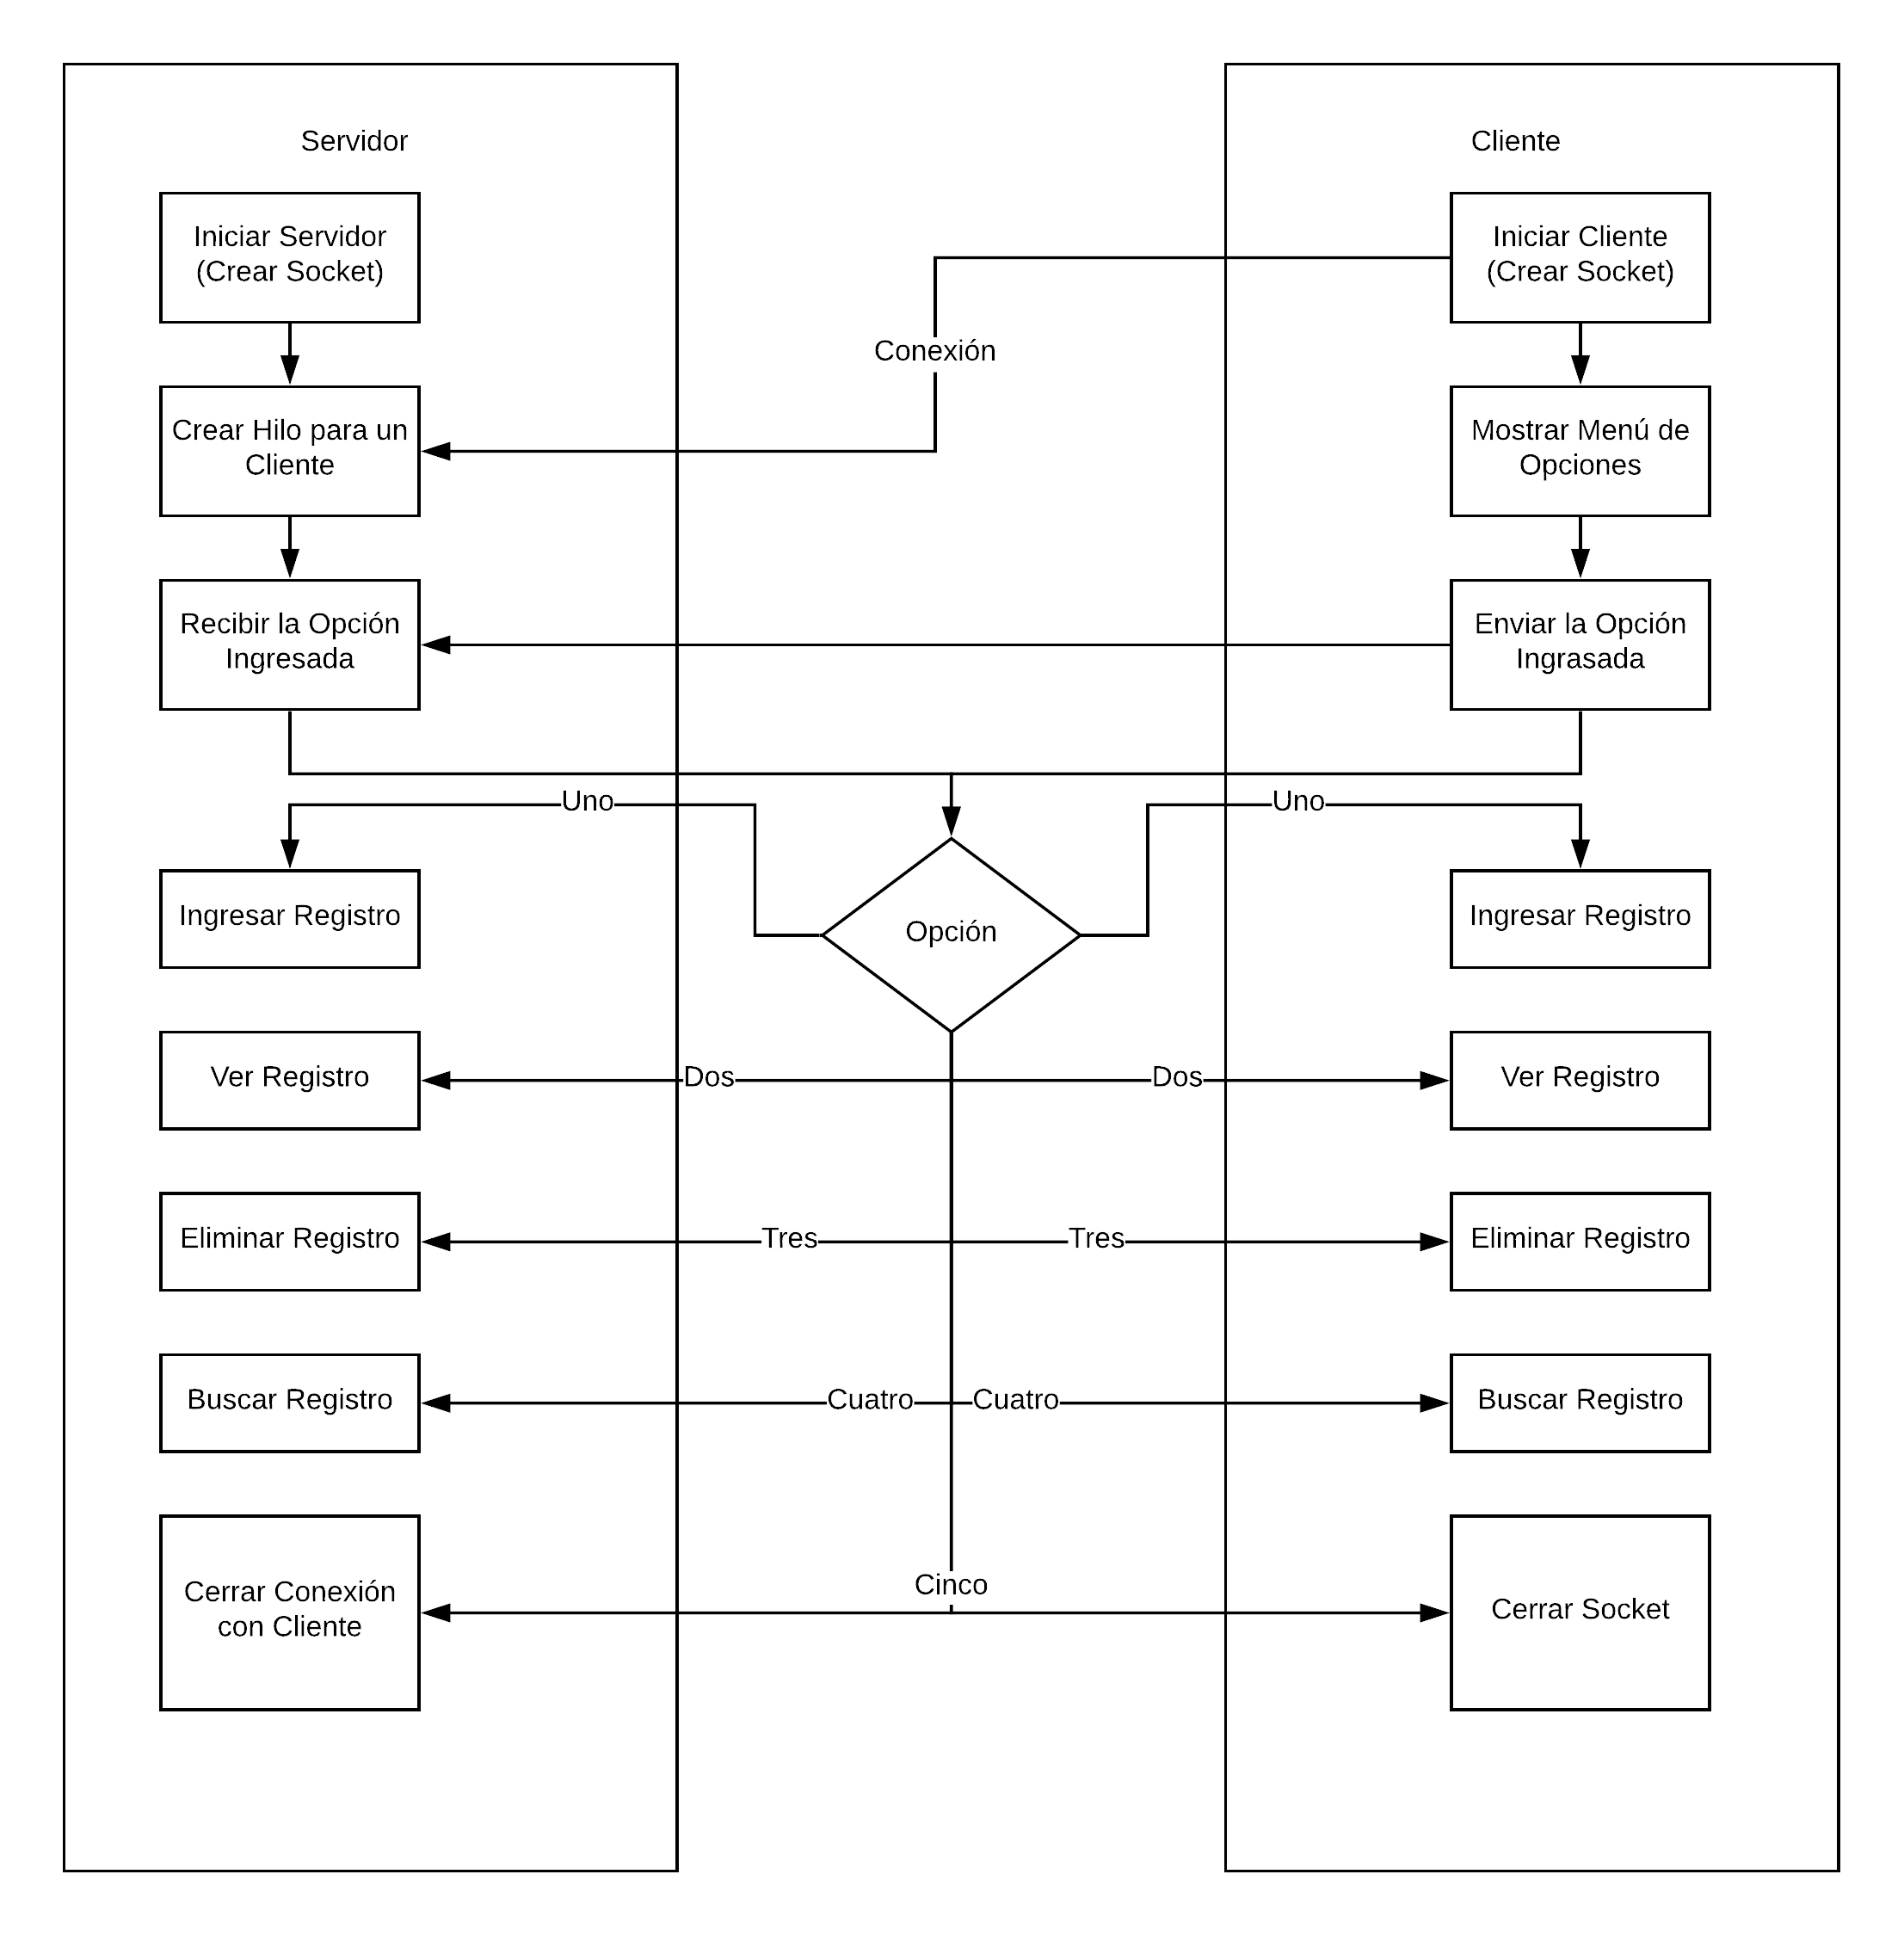 Servidor
Cliente
Iniciar Servidor
(Crear Socket)
Iniciar Cliente
(Crear Socket)
Conexión
Crear Hilo para un
Cliente
Mostrar Menú de
Opciones
Recibir la Opción
Ingresada
Enviar la Opción
Ingrasada
Uno
Uno
Ingresar Registro
Opción
Ingresar Registro
Ver Registro
Dos
Dos
Ver Registro
Eliminar Registro
Tres
Tres
Eliminar Registro
Buscar Registro
Cuatro
Cuatro
Buscar Registro
Cinco
Cerrar Conexión
con Cliente
Cerrar Socket